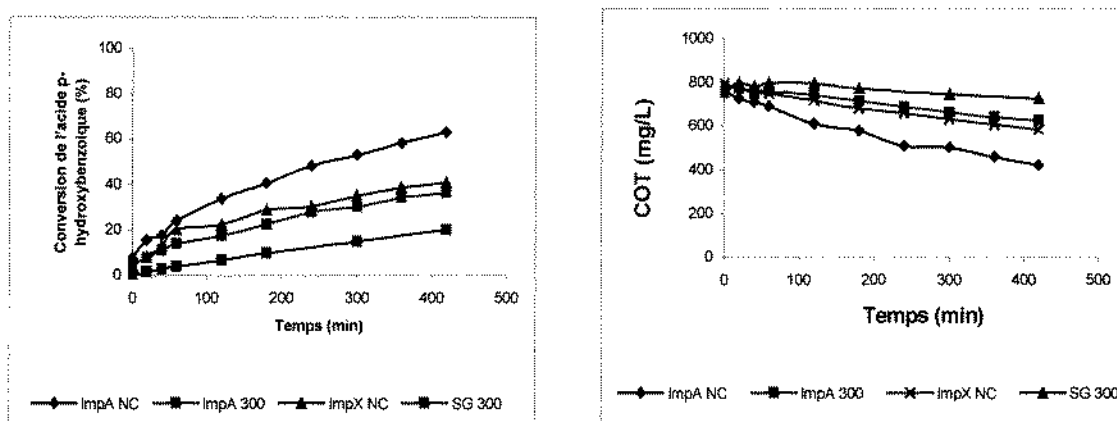 Conversion de l'acide p-
hydroxybenzoique (%)
100
80
60
40
20
0
0 100 200 300 400 500
Temps (min)
ImpA NC ImpA 300 ImpX NC SG 300
COT (mg/L)
1000
800
600
400
200
0
0 100 200 300 400 500
Temps (min)
ImpA NC ImpA 300 ImpX NC SG 300